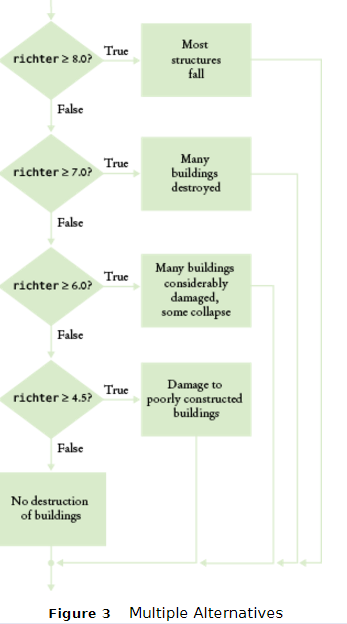 richter ≥ 8.0?
True
Most
structures
fall
False
richter ≥ 7.0?
True
Many
buildings
destroyed
False
richter ≥ 6.0?
True
Many buildings
considerably
damaged,
some collapse
False
richter ≥ 4.5?
True
Damage to
poorly constructed
buildings
False
No destruction
of buildings
Figure 3 Multiple Alternatives